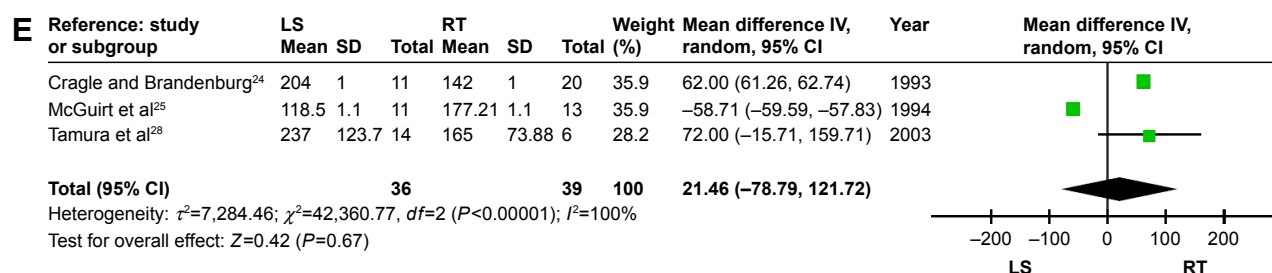 E Reference: study LS RT Weight Mean difference IV, Year Mean difference IV,
or subgroup Mean SD Total Mean SD Total (%) random, 95% CI random, 95% CI
Cragle and Brandenburg²⁴ 204 1 11 142 1 20 35.9 62.00 (61.26, 62.74) 1993
McGuirt et al²⁵ 118.5 1.1 11 177.21 1.1 13 35.9 –58.71 (–59.59, –57.83) 1994
Tamura et al²⁸ 237 123.7 14 165 73.88 6 28.2 72.00 (–15.71, 159.71) 2003
Total (95% CI) 36 39 100 21.46 (–78.79, 121.72)
Heterogeneity: τ²=7,284.46; χ²=42,360.77, df=2 (P<0.00001); I²=100%
Test for overall effect: Z=0.42 (P=0.67)
–200 –100 0 100 200
LS RT